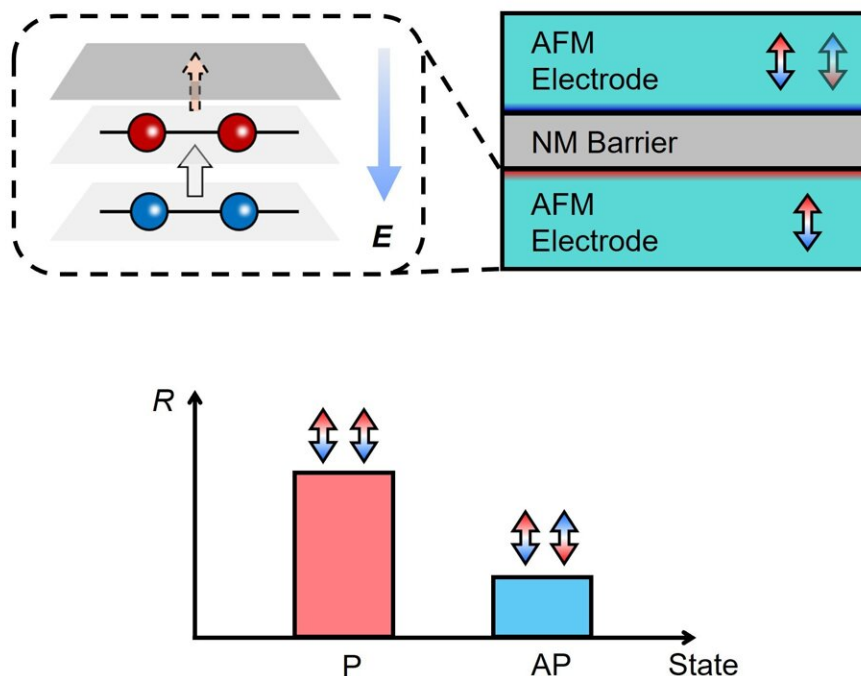 AFM
Electrode
NM Barrier
E
AFM
Electrode
R
P
AP
State